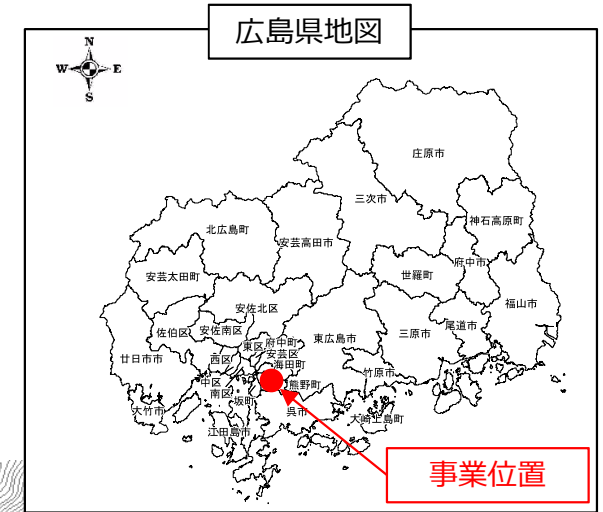 広島県地図
N
W E
S
庄原市
三次市
神石高原町
北広島町
安芸高田市
府中市
世羅町
安芸太田町
福山市
安佐北区
尾道市
三原市
東広島市
安佐南区
佐伯区
府中町
東区
安芸区
西区
廿日市市
海田町
竹原市
熊野町
中区
南区
坂町
大竹市
呉市
大崎上島町
江田島市
事業位置